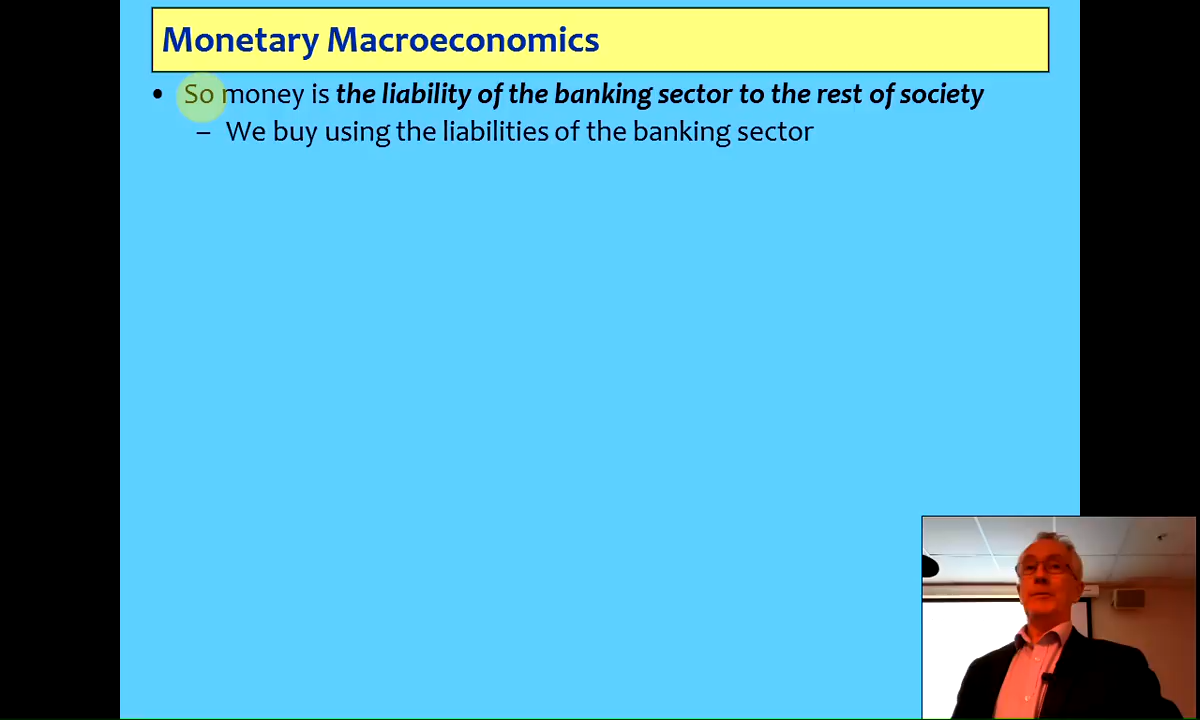 Monetary Macroeconomics
• So money is the liability of the banking sector to the rest of society
– We buy using the liabilities of the banking sector